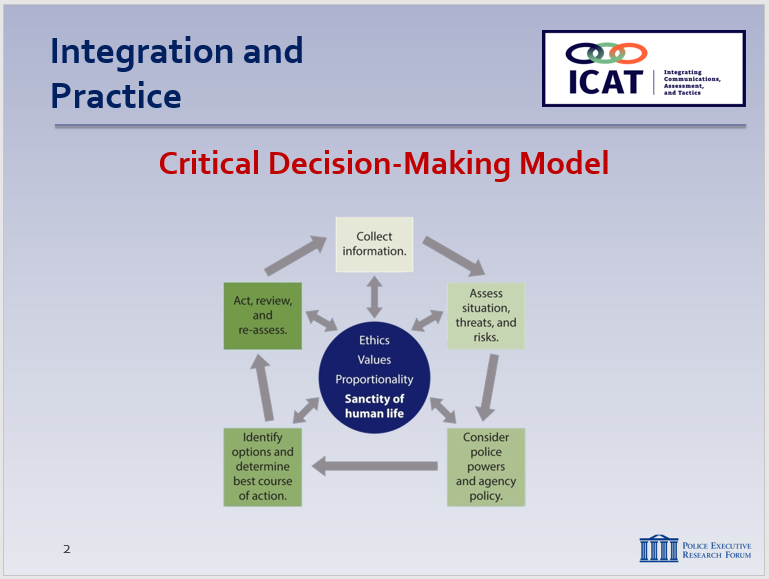 Integration and
Practice
ICAT
Integrating
Communications,
Assessment,
and Tactics
Critical Decision-Making Model
Collect
information.
Act, review,
and
re-assess.
Assess
situation,
threats, and
risks.
Ethics
Values
Proportionality
Sanctity of
human life
Identify
options and
determine
best course
of action.
Consider
police
powers
and agency
policy.
2
Police Executive
Research Forum